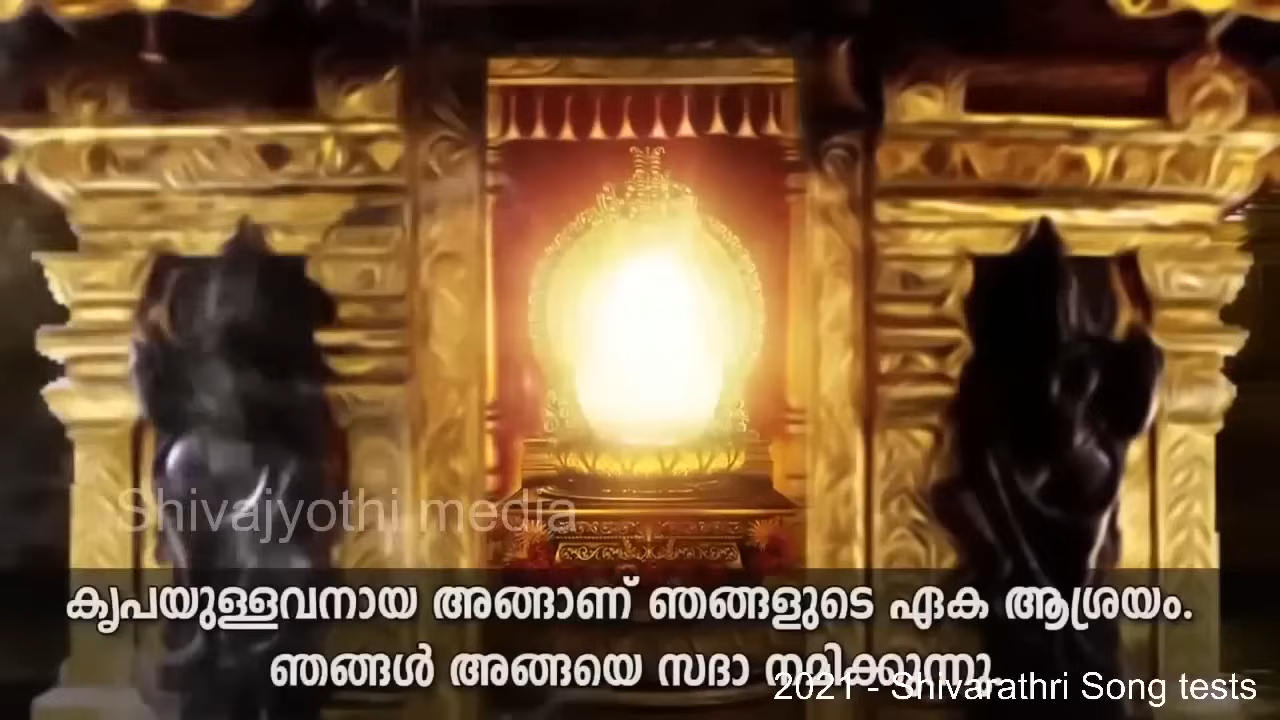 Shivajyothi media
കൃപയുള്ളവനായ അങ്ങാണ് ഞങ്ങളുടെ ഏക ആശ്രയം.
ഞങ്ങൾ അങ്ങയെ സദാ നമിക്കുന്നു.
2021 - Shivarathri Song tests